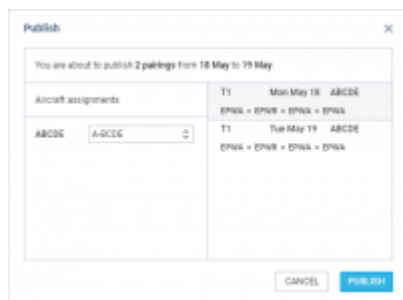 Publish
You are about to publish 2 pairings from 18 May to 19 May.
Aircraft assignments
ABCDE A-BCDE
T1 Mon May 18 ABCDE
EPWA - EPWR - EPWA - EPWA
T1 Tue May 19 ABCDE
EPWA - EPWR - EPWA - EPWA
CANCEL PUBLISH